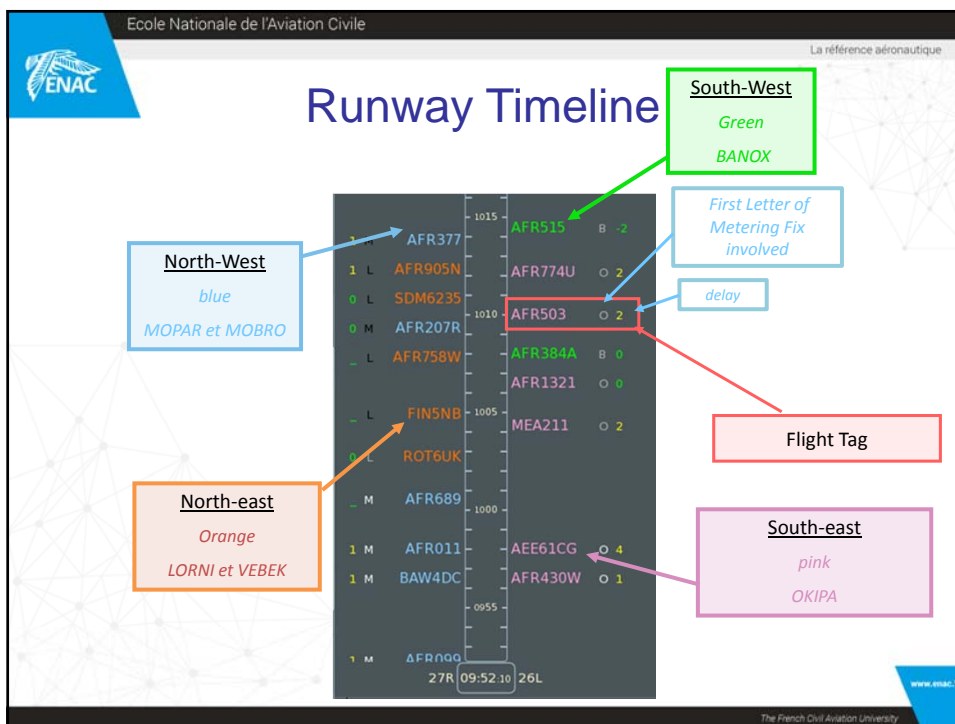 Ecole Nationale de l'Aviation Civile
La référence aéronautique
ENAC
Runway Timeline
South-West
Green
BANOX
First Letter of
Metering Fix
involved
delay
North-West
blue
MOPAR et MOBRO
Flight Tag
North-east
Orange
LORNI et VEBEK
South-east
pink
OKIPA
1015
AFR515 B -2
1 M AFR377
1 L AFR905N
AFR774U O 2
0 L SDM6235
1010
AFR503 O 2
0 M AFR207R
_ L AFR758W
AFR384A B 0
AFR1321 O 0
_ L FIN5NB
1005
MEA211 O 2
0 L ROT6UK
_ M AFR689
1000
1 M AFR011
AEE61CG O 4
1 M BAW4DC
AFR430W O 1
0955
1 M AFR099
27R 09:52:10 26L
www.enac.
The French Civil Aviation University